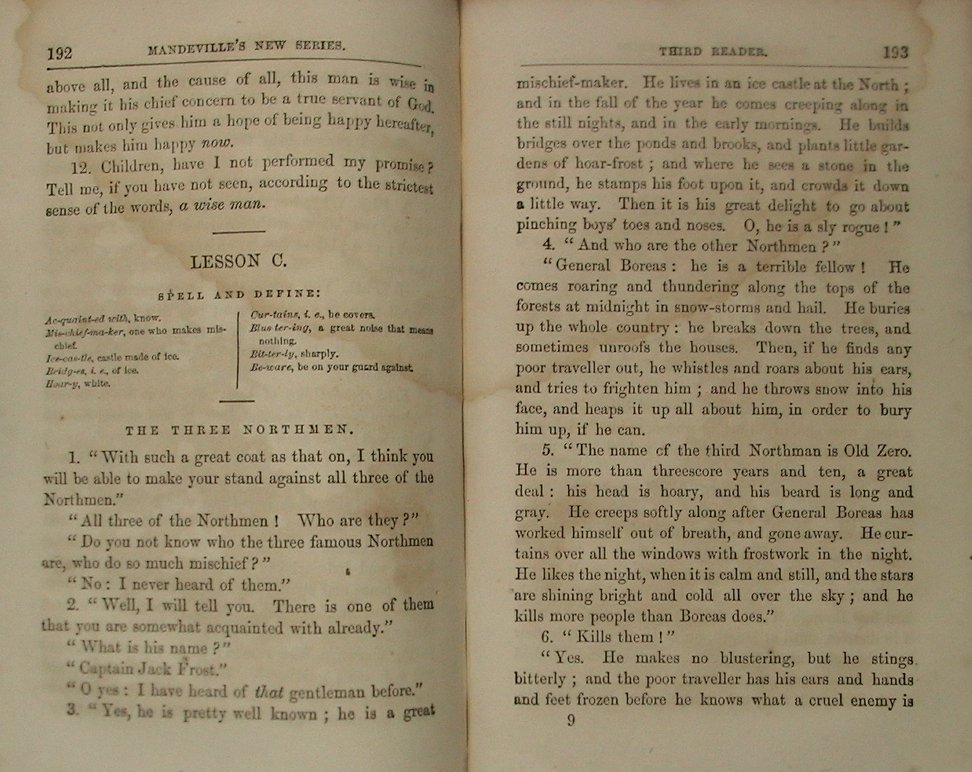 192 MANDEVILLE'S NEW SERIES.
above all, and the cause of all, this man is wise in
making it his chief concern to be a true servant of God.
This not only gives him a hope of being happy hereafter,
but makes him happy now.
12. Children, have I not performed my promise?
Tell me, if you have not seen, according to the strictest
sense of the words, a wise man.
LESSON C.
SPELL AND DEFINE:
Ac-quaint-ed with, know.
Mis-chief-ma-ker, one who makes mis-
chief.
Ice-cas-tle, castle made of ice.
Bridg-es, i. e., of ice.
Hoar-y, white.
Cur-tains, i. e., he covers.
Blus-ter-ing, a great noise that means
nothing.
Bit-ter-ly, sharply.
Be-ware, be on your guard against.
THE THREE NORTHMEN.
1. "With such a great coat as that on, I think you
will be able to make your stand against all three of the
Northmen."
"All three of the Northmen! Who are they?"
"Do you not know who the three famous Northmen
are, who do so much mischief?"
"No: I never heard of them."
2. "Well, I will tell you. There is one of them
that you are somewhat acquainted with already."
"What is his name?"
"Captain Jack Frost."
"O yes: I have heard of that gentleman before."
3. "Yes, he is pretty well known; he is a great
THIRD READER. 193
mischief-maker. He lives in an ice castle at the North;
and in the fall of the year he comes creeping along in
the still nights, and in the early mornings. He builds
bridges over the ponds and brooks, and plants little gar-
dens of hoar-frost; and where he sees a stone in the
ground, he stamps his foot upon it, and crowds it down
a little way. Then it is his great delight to go about
pinching boys' toes and noses. O, he is a sly rogue!"
4. "And who are the other Northmen?"
"General Boreas: he is a terrible fellow! He
comes roaring and thundering along the tops of the
forests at midnight in snow-storms and hail. He buries
up the whole country: he breaks down the trees, and
sometimes unroofs the houses. Then, if he finds any
poor traveller out, he whistles and roars about his ears,
and tries to frighten him; and he throws snow into his
face, and heaps it up all about him, in order to bury
him up, if he can.
5. "The name of the third Northman is Old Zero.
He is more than threescore years and ten, a great
deal: his head is hoary, and his beard is long and
gray. He creeps softly along after General Boreas has
worked himself out of breath, and gone away. He cur-
tains over all the windows with frostwork in the night.
He likes the night, when it is calm and still, and the stars
are shining bright and cold all over the sky; and he
kills more people than Boreas does."
6. "Kills them!"
"Yes. He makes no blustering, but he stings
bitterly; and the poor traveller has his ears and hands
and feet frozen before he knows what a cruel enemy is
9